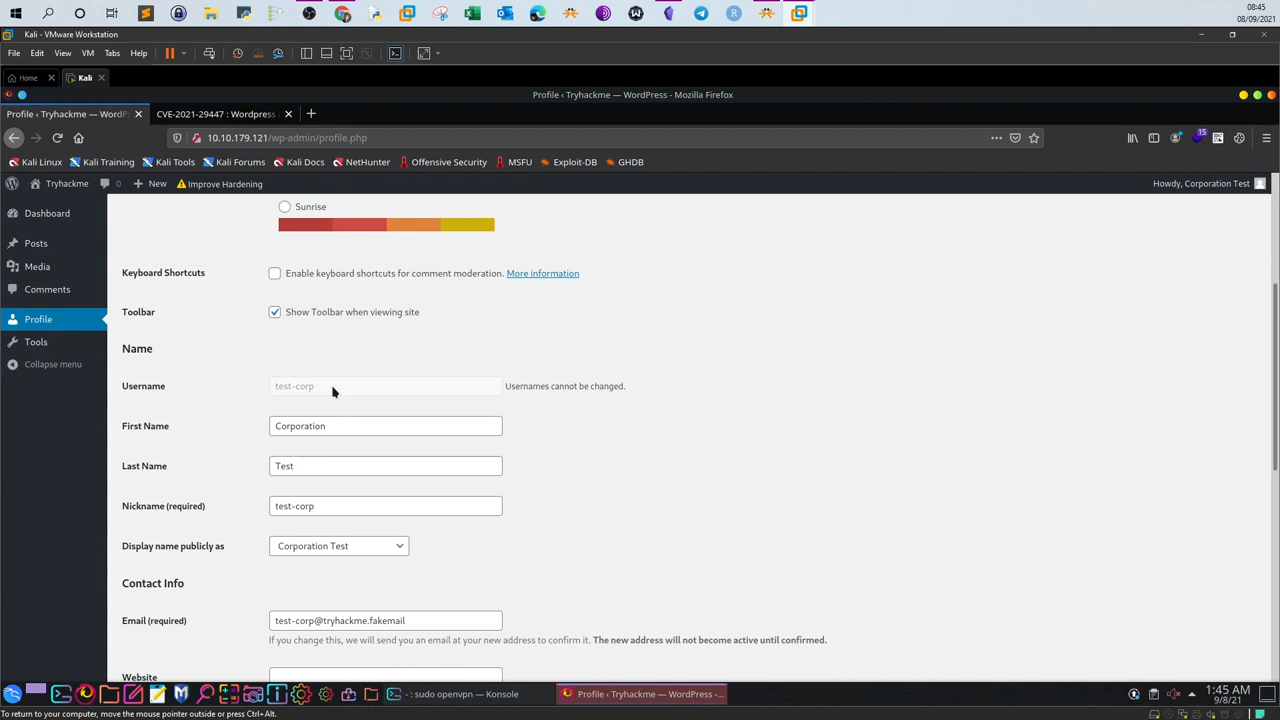 08:45
08/09/2021
Kali - VMware Workstation
File Edit View VM Tabs Help
Home Kali
Profile ‹ Tryhackme — WordPress - Mozilla Firefox
Profile ‹ Tryhackme — WordP CVE-2021-29447 : Wordpress
10.10.179.121/wp-admin/profile.php
15
Kali Linux Kali Training Kali Tools Kali Forums Kali Docs NetHunter Offensive Security MSFU Exploit-DB GHDB
Tryhackme 0 New Improve Hardening Howdy, Corporation Test
Dashboard
Posts
Media
Comments
Profile
Tools
Collapse menu
Sunrise
Keyboard Shortcuts Enable keyboard shortcuts for comment moderation. More information
Toolbar Show Toolbar when viewing site
Name
Username test-corp Usernames cannot be changed.
First Name Corporation
Last Name Test
Nickname (required) test-corp
Display name publicly as Corporation Test
Contact Info
Email (required) test-corp@tryhackme.fakemail
If you change this, we will send you an email at your new address to confirm it. The new address will not become active until confirmed.
Website
- : sudo openvpn — Konsole Profile ‹ Tryhackme — WordPress -...
1:45 AM
9/8/21
To return to your computer, move the mouse pointer outside or press Ctrl+Alt.